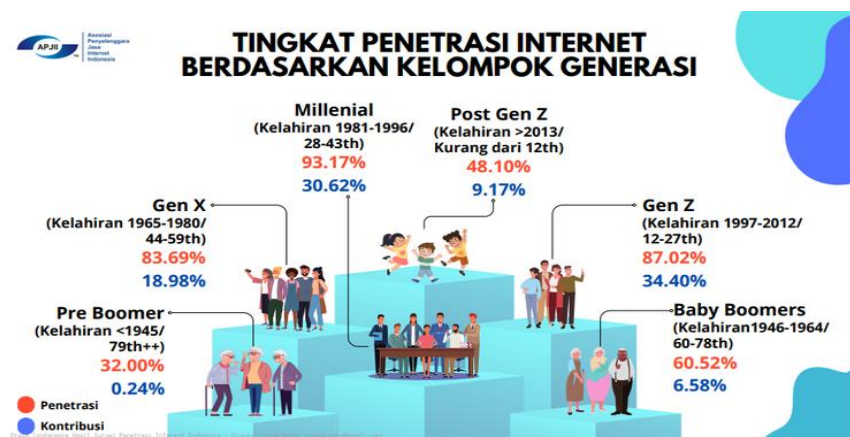 APJII
Asosiasi
Penyelenggara
Jasa
Internet
Indonesia
TINGKAT PENETRASI INTERNET
BERDASARKAN KELOMPOK GENERASI
Millenial
(Kelahiran 1981-1996/
28-43th)
93.17%
30.62%
Post Gen Z
(Kelahiran >2013/
Kurang dari 12th)
48.10%
9.17%
Gen X
(Kelahiran 1965-1980/
44-59th)
83.69%
18.98%
Gen Z
(Kelahiran 1997-2012/
12-27th)
87.02%
34.40%
Pre Boomer
(Kelahiran <1945/
79th++)
32.00%
0.24%
Baby Boomers
(Kelahiran1946-1964/
60-78th)
60.52%
6.58%
Penetrasi
Kontribusi